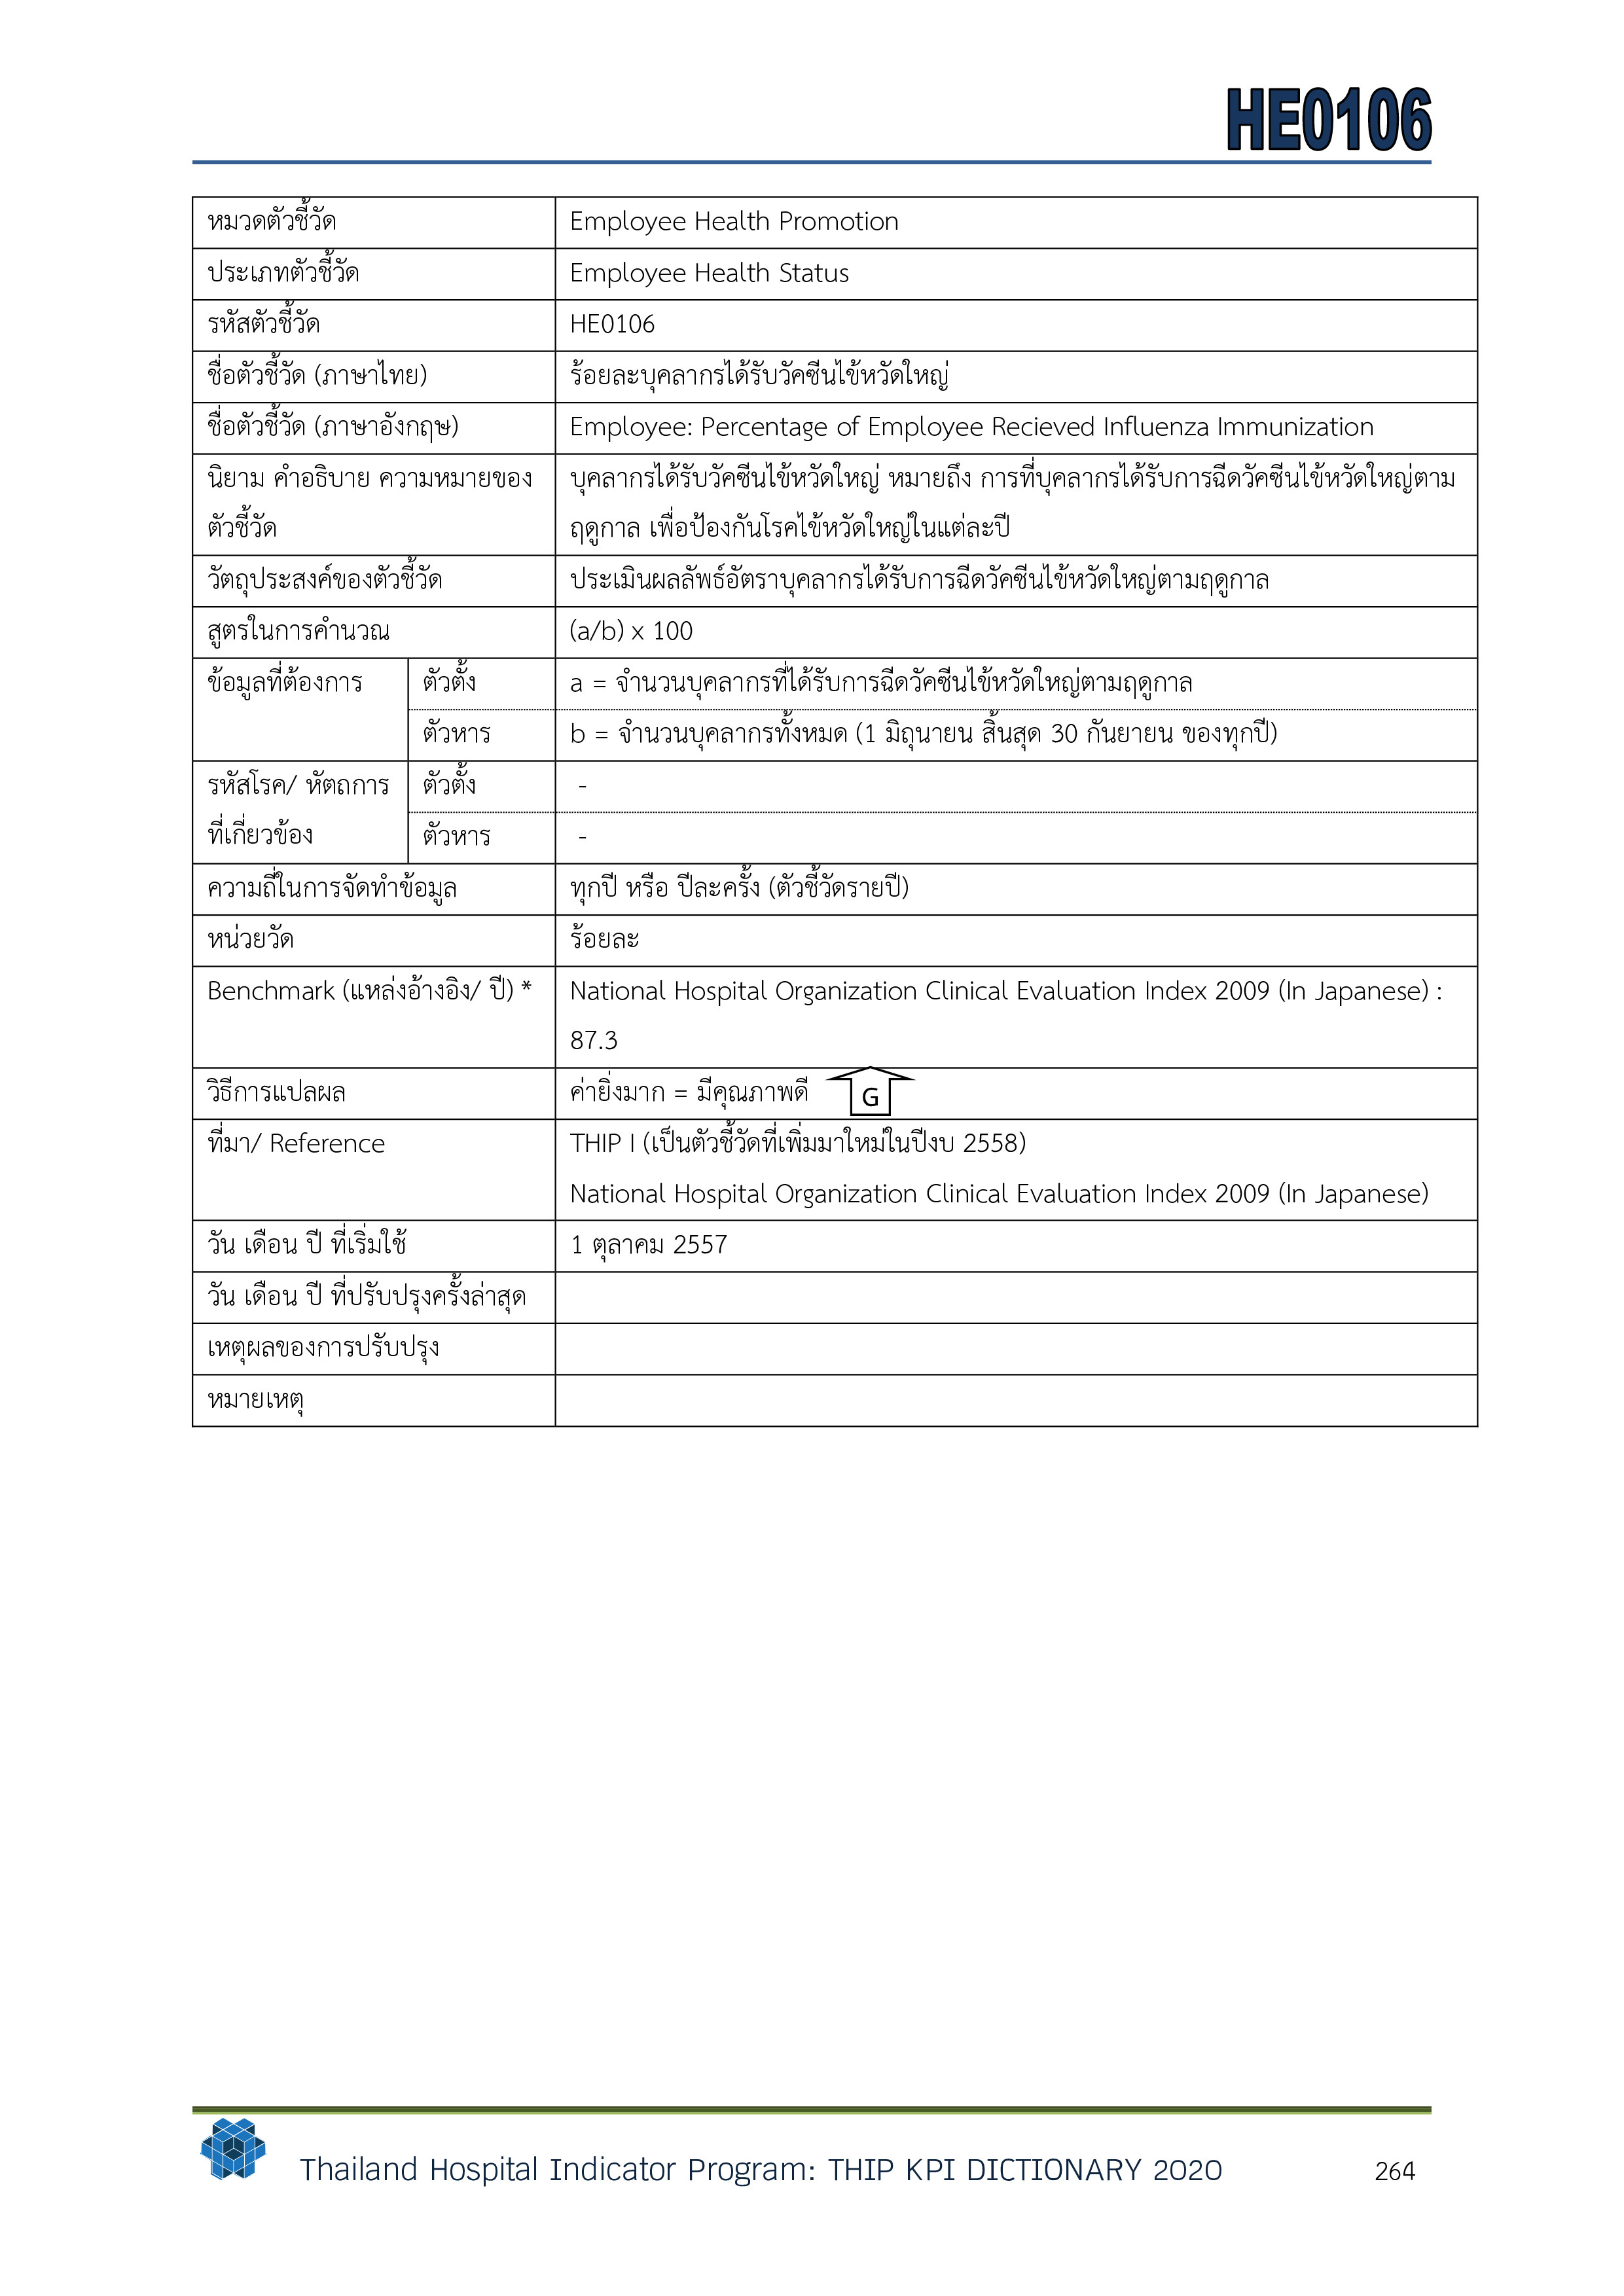 HE0106
หมวดตัวชี้วัด Employee Health Promotion
ประเภทตัวชี้วัด Employee Health Status
รหัสตัวชี้วัด HE0106
ชื่อตัวชี้วัด (ภาษาไทย) ร้อยละบุคลากรได้รับวัคซีนไข้หวัดใหญ่
ชื่อตัวชี้วัด (ภาษาอังกฤษ) Employee: Percentage of Employee Recieved Influenza Immunization
นิยาม คำอธิบาย ความหมายของ บุคลากรได้รับวัคซีนไข้หวัดใหญ่ หมายถึง การที่บุคลากรได้รับการฉีดวัคซีนไข้หวัดใหญ่ตาม
ตัวชี้วัด ฤดูกาล เพื่อป้องกันโรคไข้หวัดใหญ่ในแต่ละปี
วัตถุประสงค์ของตัวชี้วัด ประเมินผลลัพธ์อัตราบุคลากรได้รับการฉีดวัคซีนไข้หวัดใหญ่ตามฤดูกาล
สูตรในการคำนวณ (a/b) x 100
ข้อมูลที่ต้องการ ตัวตั้ง a = จำนวนบุคลากรที่ได้รับการฉีดวัคซีนไข้หวัดใหญ่ตามฤดูกาล
ตัวหาร b = จำนวนบุคลากรทั้งหมด (1 มิถุนายน สิ้นสุด 30 กันยายน ของทุกปี)
รหัสโรค/ หัตถการ ตัวตั้ง -
ที่เกี่ยวข้อง ตัวหาร -
ความถี่ในการจัดทำข้อมูล ทุกปี หรือ ปีละครั้ง (ตัวชี้วัดรายปี)
หน่วยวัด ร้อยละ
Benchmark (แหล่งอ้างอิง/ ปี) * National Hospital Organization Clinical Evaluation Index 2009 (In Japanese) :
87.3
วิธีการแปลผล ค่ายิ่งมาก = มีคุณภาพดี G
ที่มา/ Reference THIP I (เป็นตัวชี้วัดที่เพิ่มมาใหม่ในปีงบ 2558)
National Hospital Organization Clinical Evaluation Index 2009 (In Japanese)
วัน เดือน ปี ที่เริ่มใช้ 1 ตุลาคม 2557
วัน เดือน ปี ที่ปรับปรุงครั้งล่าสุด
เหตุผลของการปรับปรุง
หมายเหตุ
Thailand Hospital Indicator Program: THIP KPI DICTIONARY 2020 264